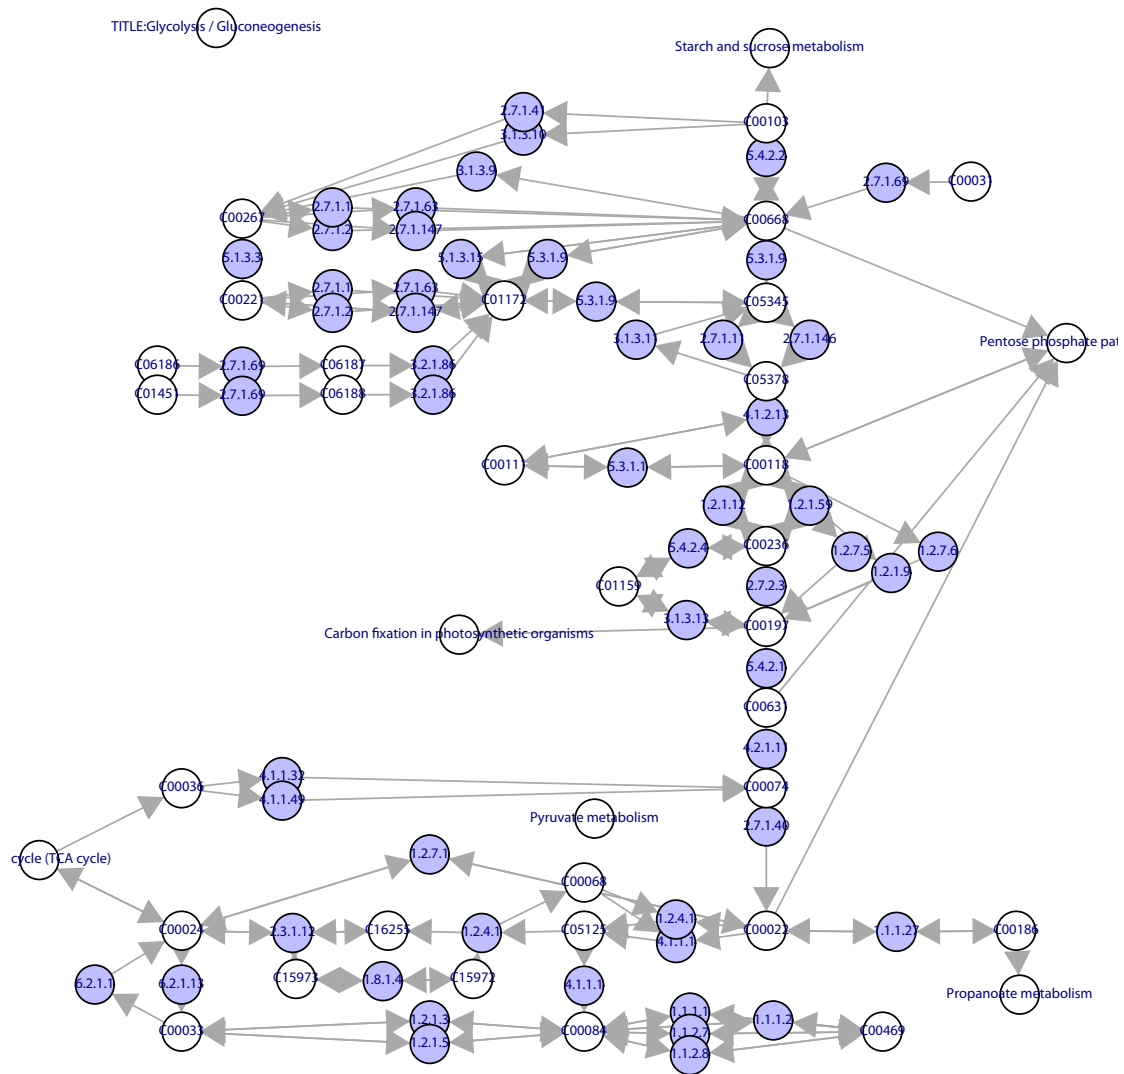 TITLE:Glycolysis / Gluconeogenesis
Starch and sucrose metabolism
2.7.1.41
C00103
3.1.3.10
5.4.2.2
3.1.3.9
2.7.1.69
C00031
2.7.1.1
2.7.1.63
C00267
C00668
2.7.1.2
2.7.1.147
5.1.3.3
5.1.3.15
5.3.1.9
5.3.1.9
2.7.1.1
2.7.1.63
C00221
C01172
5.3.1.9
C05345
2.7.1.2
2.7.1.147
3.1.3.11
2.7.1.11
2.7.1.146
Pentose phosphate pat
C06186
2.7.1.69
C06187
3.2.1.86
C05378
C01451
2.7.1.69
C06188
3.2.1.86
4.1.2.13
C00111
5.3.1.1
C00118
1.2.1.12
1.2.1.59
5.4.2.4
C00236
1.2.7.5
1.2.7.6
1.2.1.9
C01159
2.7.2.3
3.1.3.13
C00197
Carbon fixation in photosynthetic organisms
5.4.2.1
C00631
4.2.1.11
4.1.1.32
C00036
C00074
4.1.1.49
Pyruvate metabolism
2.7.1.40
cycle (TCA cycle)
1.2.7.1
C00068
1.2.4.1
C00024
2.3.1.12
C16255
1.2.4.1
C05125
C00022
1.1.1.27
C00186
4.1.1.1
C15973
1.8.1.4
C15972
6.2.1.1
6.2.1.13
4.1.1.1
Propanoate metabolism
1.1.1.1
1.2.1.3
1.1.1.2
C00033
C00084
1.1.2.7
C00469
1.2.1.5
1.1.2.8